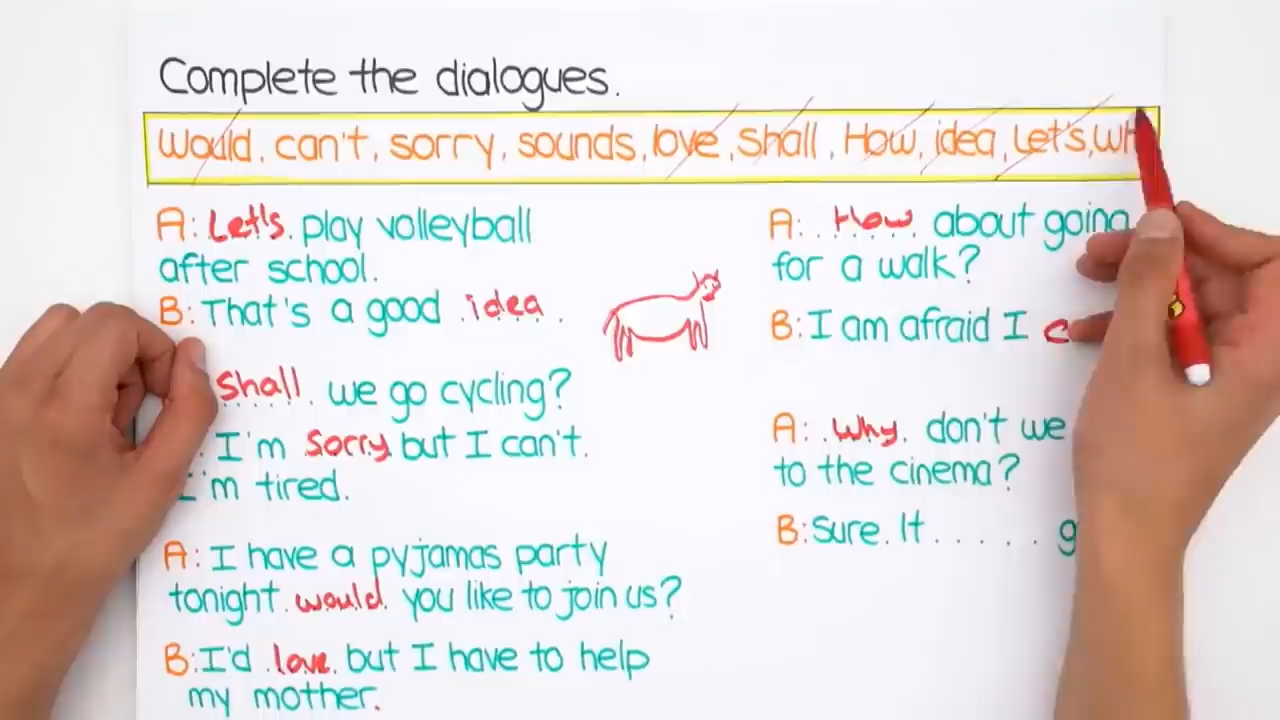 Complete the dialogues.
Would, can't, sorry, sounds, love, Shall, How, idea, Let's,
A: Let's play volleyball
after school.
B: That's a good idea.
Shall we go cycling?
I'm Sorry but I can't.
I'm tired.
A: I have a pyjamas party
tonight. would you like to join us?
B: I'd love but I have to help
my mother.
A: How about going
for a walk?
B: I am afraid I
A: Why don't we
to the cinema?
B: Sure. It .....